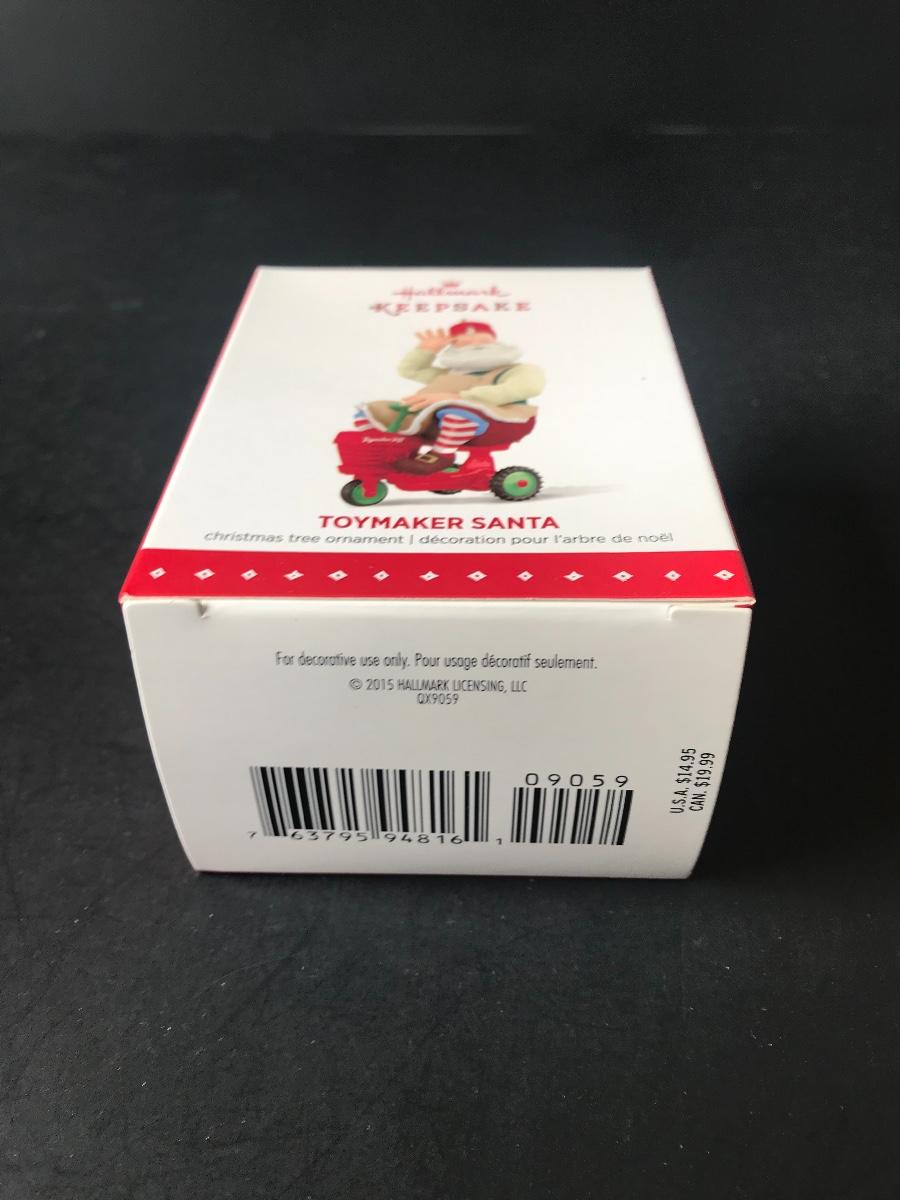 Hallmark
KEEPSAKE
TOYMAKER SANTA
christmas tree ornament | décoration pour l'arbre de noël
For decorative use only. Pour usage décoratif seulement.
© 2015 HALLMARK LICENSING, LLC
QX9059
09059
7 63795 94816 1
U.S.A. $14.95
CAN. $19.99